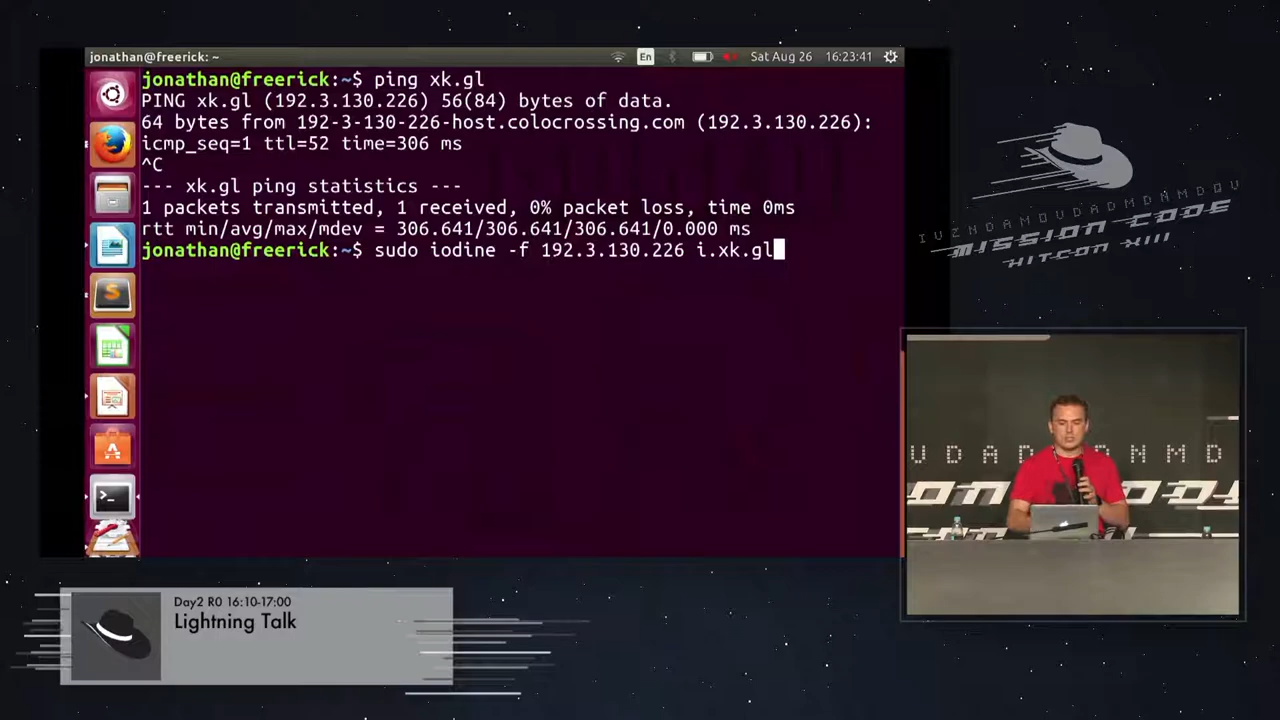 jonathan@freerick: ~
En
Sat Aug 26
16:23:41
jonathan@freerick:~$ ping xk.gl
PING xk.gl (192.3.130.226) 56(84) bytes of data.
64 bytes from 192-3-130-226-host.colocrossing.com (192.3.130.226):
icmp_seq=1 ttl=52 time=306 ms
^C
--- xk.gl ping statistics ---
1 packets transmitted, 1 received, 0% packet loss, time 0ms
rtt min/avg/max/mdev = 306.641/306.641/306.641/0.000 ms
jonathan@freerick:~$ sudo iodine -f 192.3.130.226 i.xk.gl
MISSION CODE
HITCON XIII
Day2 R0 16:10-17:00
Lightning Talk